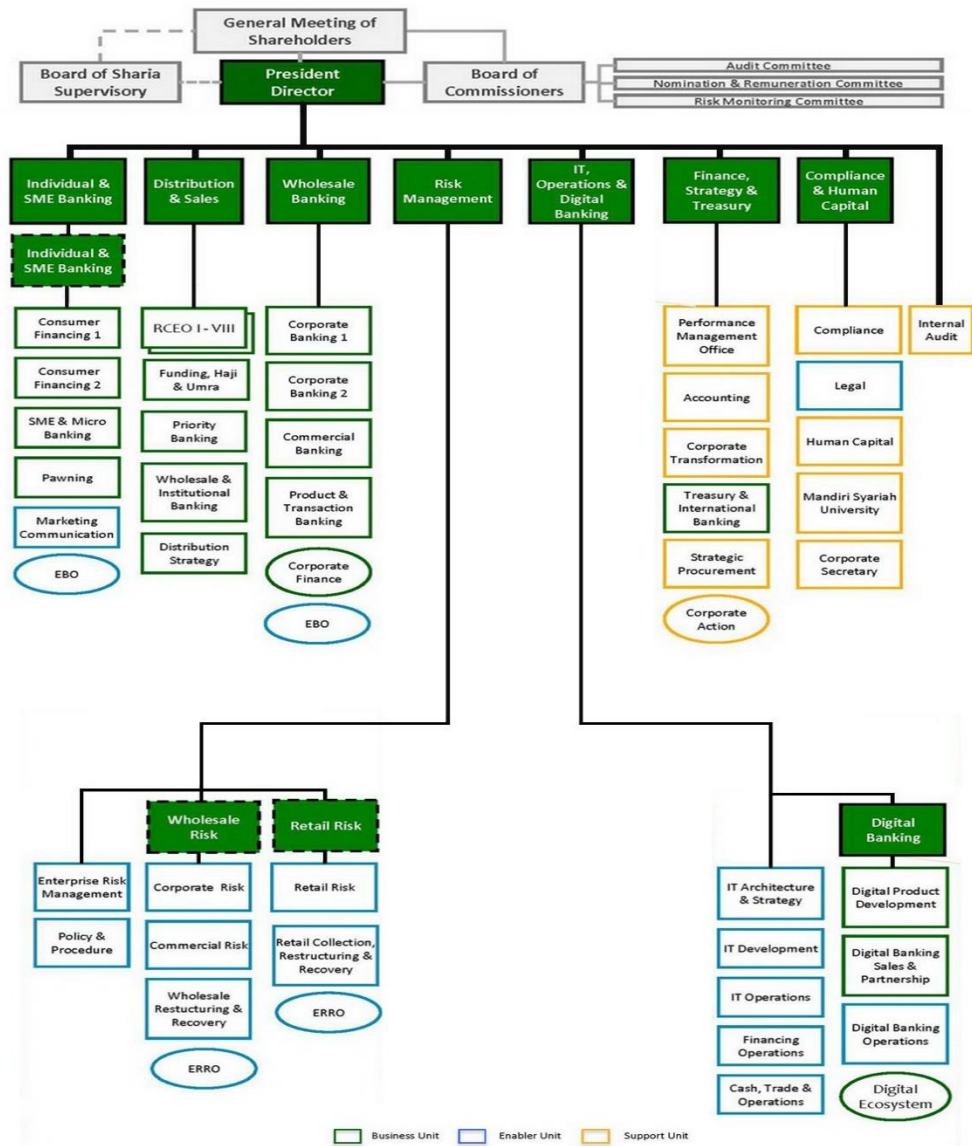 General Meeting of
Shareholders
Board of Sharia
Supervisory
President
Director
Board of
Commissioners
Audit Committee
Nomination & Remuneration Committee
Risk Monitoring Committee
Individual &
SME Banking
Distribution
& Sales
Wholesale
Banking
Risk
Management
IT,
Operations &
Digital
Banking
Finance,
Strategy &
Treasury
Compliance
& Human
Capital
Individual &
SME Banking
Consumer
Financing 1
Consumer
Financing 2
SME & Micro
Banking
Pawning
Marketing
Communication
EBO
RCEO I - VIII
Funding, Haji
& Umra
Priority
Banking
Wholesale &
Institutional
Banking
Distribution
Strategy
Corporate
Banking 1
Corporate
Banking 2
Commercial
Banking
Product &
Transaction
Banking
Corporate
Finance
EBO
Performance
Management
Office
Accounting
Corporate
Transformation
Treasury &
International
Banking
Strategic
Procurement
Corporate
Action
Compliance
Legal
Human Capital
Mandiri Syariah
University
Corporate
Secretary
Internal
Audit
Wholesale
Risk
Retail Risk
Enterprise Risk
Management
Policy &
Procedure
Corporate Risk
Commercial Risk
Wholesale
Restucturing &
Recovery
ERRO
Retail Risk
Retail Collection,
Restructuring &
Recovery
ERRO
Digital
Banking
IT Architecture
& Strategy
IT Development
IT Operations
Financing
Operations
Cash, Trade &
Operations
Digital Product
Development
Digital Banking
Sales &
Partnership
Digital Banking
Operations
Digital
Ecosystem
Business Unit
Enabler Unit
Support Unit